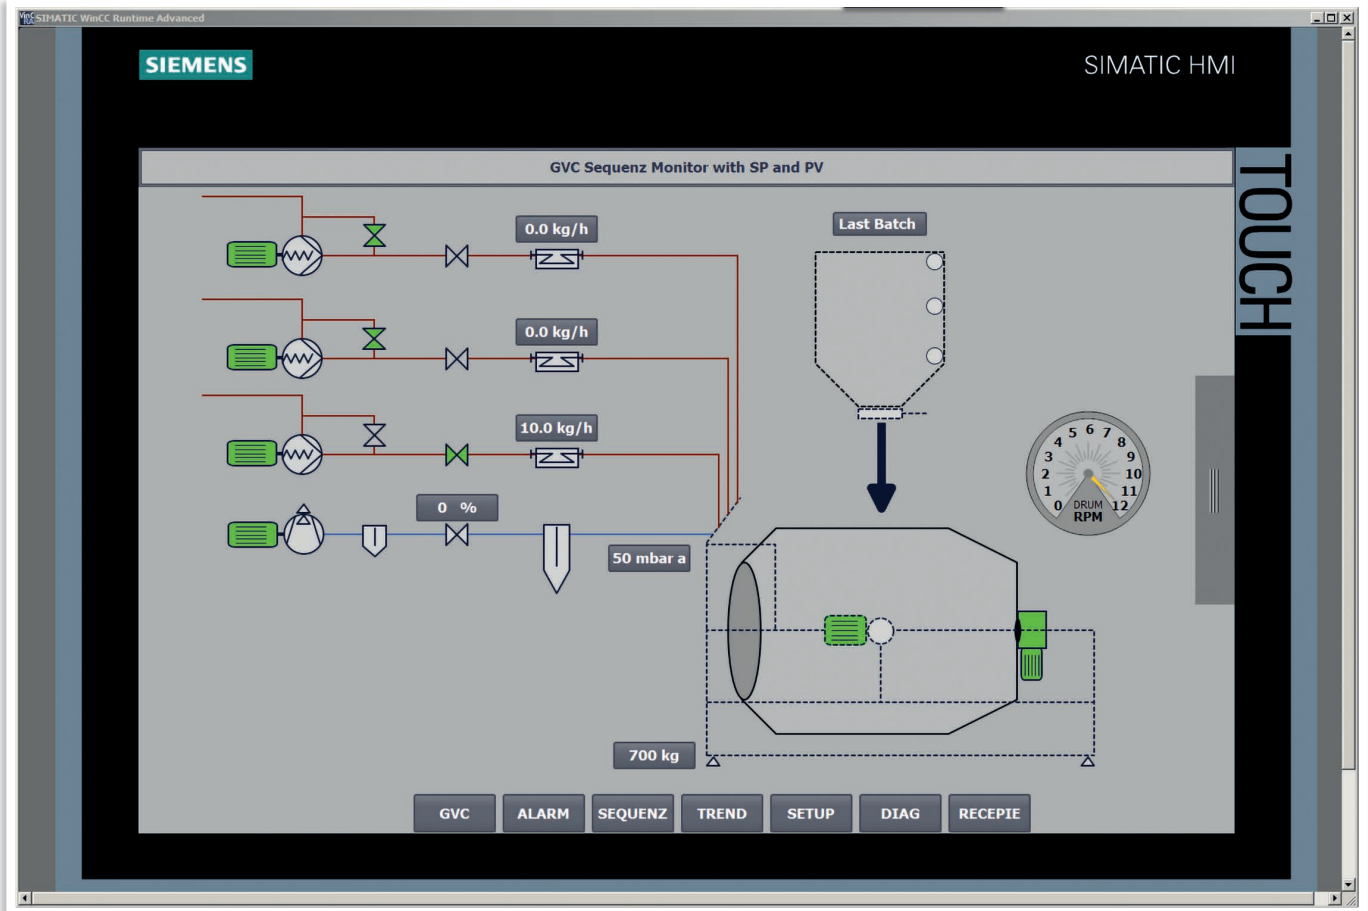 SIMATIC WinCC Runtime Advanced
SIEMENS
SIMATIC HMI
TOUCH
GVC Sequenz Monitor with SP and PV
0.0 kg/h
Last Batch
0.0 kg/h
10.0 kg/h
0 %
50 mbar a
0 1 2 3 4 5 6 7 8 9 10 11 12
DRUM
RPM
700 kg
GVC
ALARM
SEQUENZ
TREND
SETUP
DIAG
RECEPIE